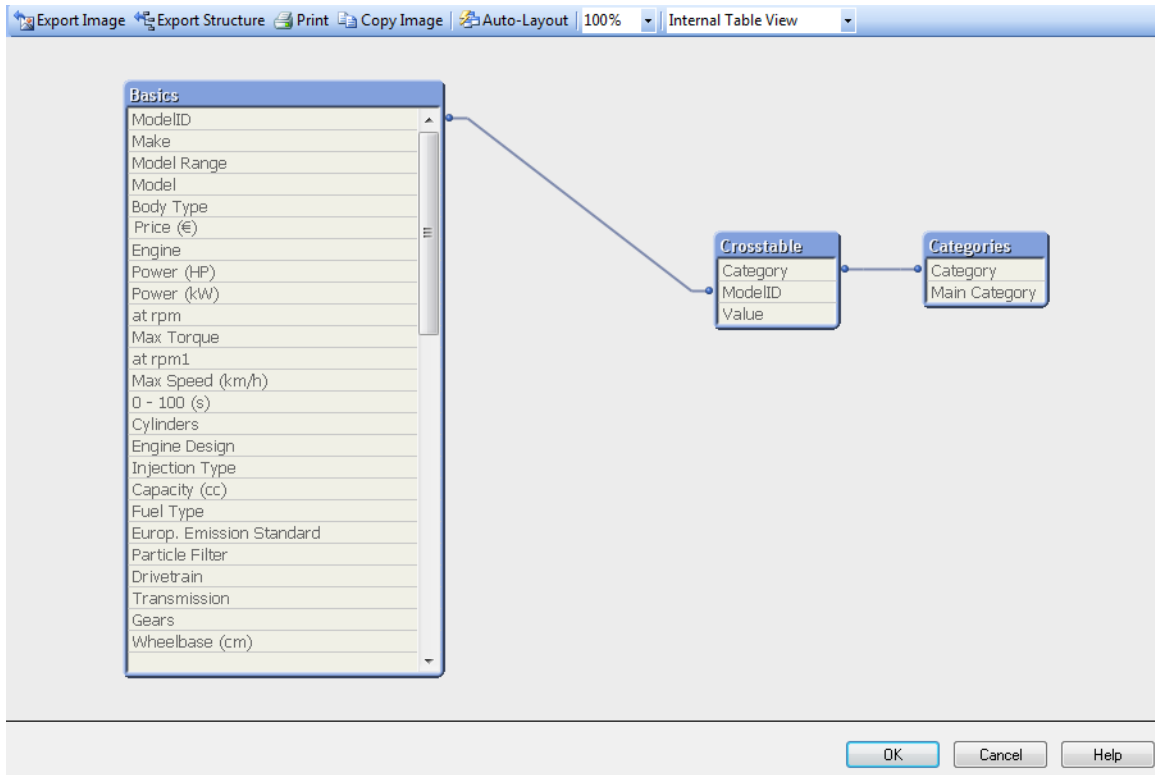 Export Image Export Structure Print Copy Image Auto-Layout 100% Internal Table View
Basics
ModelID
Make
Model Range
Model
Body Type
Price (€)
Engine
Power (HP)
Power (kW)
at rpm
Max Torque
at rpm1
Max Speed (km/h)
0 - 100 (s)
Cylinders
Engine Design
Injection Type
Capacity (cc)
Fuel Type
Europ. Emission Standard
Particle Filter
Drivetrain
Transmission
Gears
Wheelbase (cm)
Crosstable
Category
ModelID
Value
Categories
Category
Main Category
OK Cancel Help